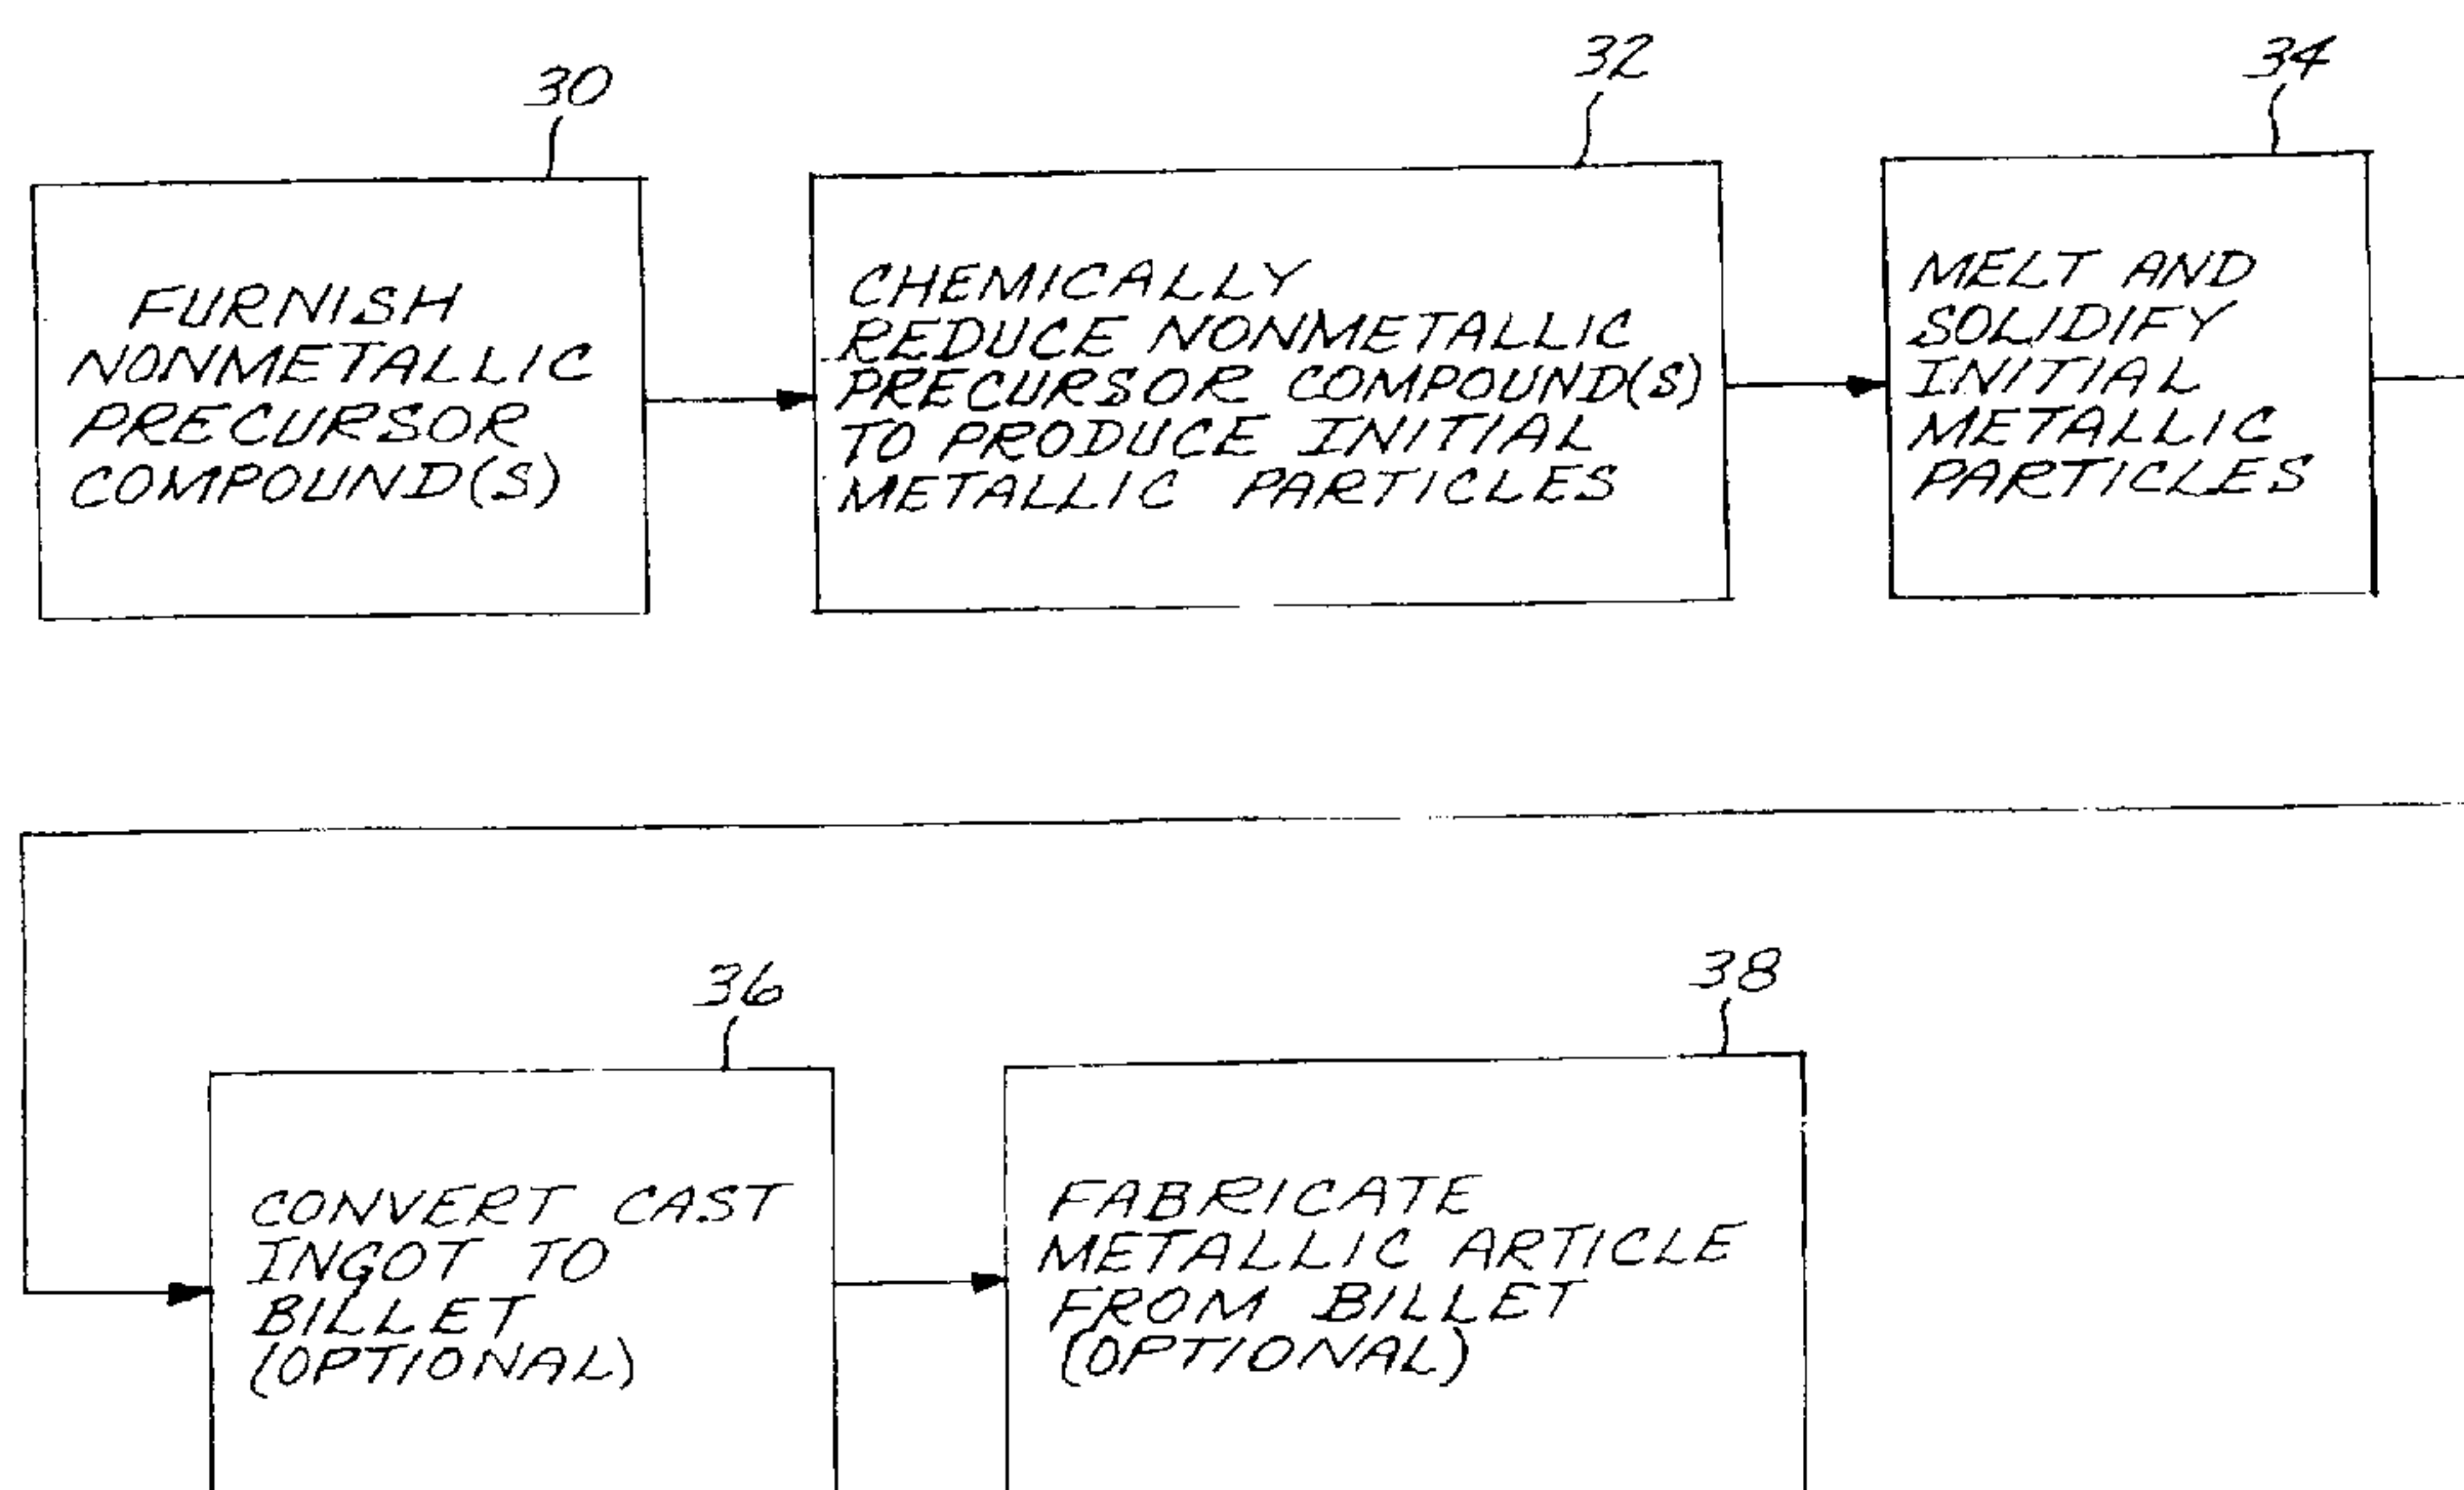 30
FURNISH
NONMETALLIC
PRECURSOR
COMPOUND(S)
32
CHEMICALLY
REDUCE NONMETALLIC
PRECURSOR COMPOUND(S)
TO PRODUCE INITIAL
METALLIC PARTICLES
34
MELT AND
SOLIDIFY
INITIAL
METALLIC
PARTICLES
36
CONVERT CAST
INGOT TO
BILLET
(OPTIONAL)
38
FABRICATE
METALLIC ARTICLE
FROM BILLET
(OPTIONAL)